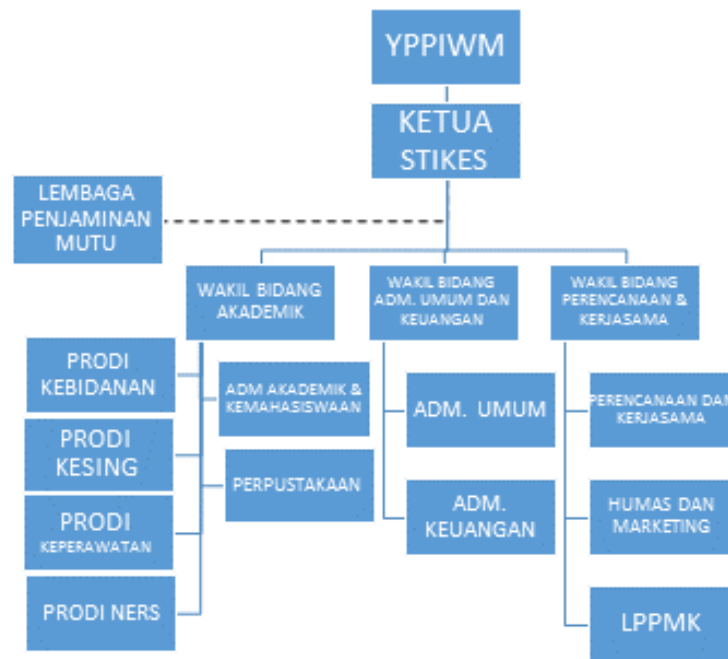 YPPIWM
KETUA
STIKES
LEMBAGA
PENJAMINAN
MUTU
WAKIL BIDANG
AKADEMIK
WAKIL BIDANG
ADM. UMUM DAN
KEUANGAN
WAKIL BIDANG
PERENCANAAN &
KERJASAMA
PRODI
KEBIDANAN
ADM AKADEMIK &
KEMAHASISWAAN
ADM. UMUM
PERENCANAAN DAN
KERJASAMA
PRODI
KESING
PERPUSTAKAAN
ADM.
KEUANGAN
HUMAS DAN
MARKETING
PRODI
KEPERAWATAN
PRODI NERS
LPPMK